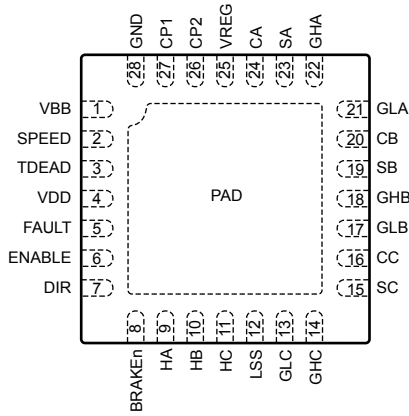 GND CP1 CP2 VREG CA SA GHA
28 27 26 25 24 23 22
VBB 1
SPEED 2
TDEAD 3
VDD 4
FAULT 5
ENABLE 6
DIR 7
PAD
21 GLA
20 CB
19 SB
18 GHB
17 GLB
16 CC
15 SC
8 9 10 11 12 13 14
BRAKEn HA HB HC LSS GLC GHC